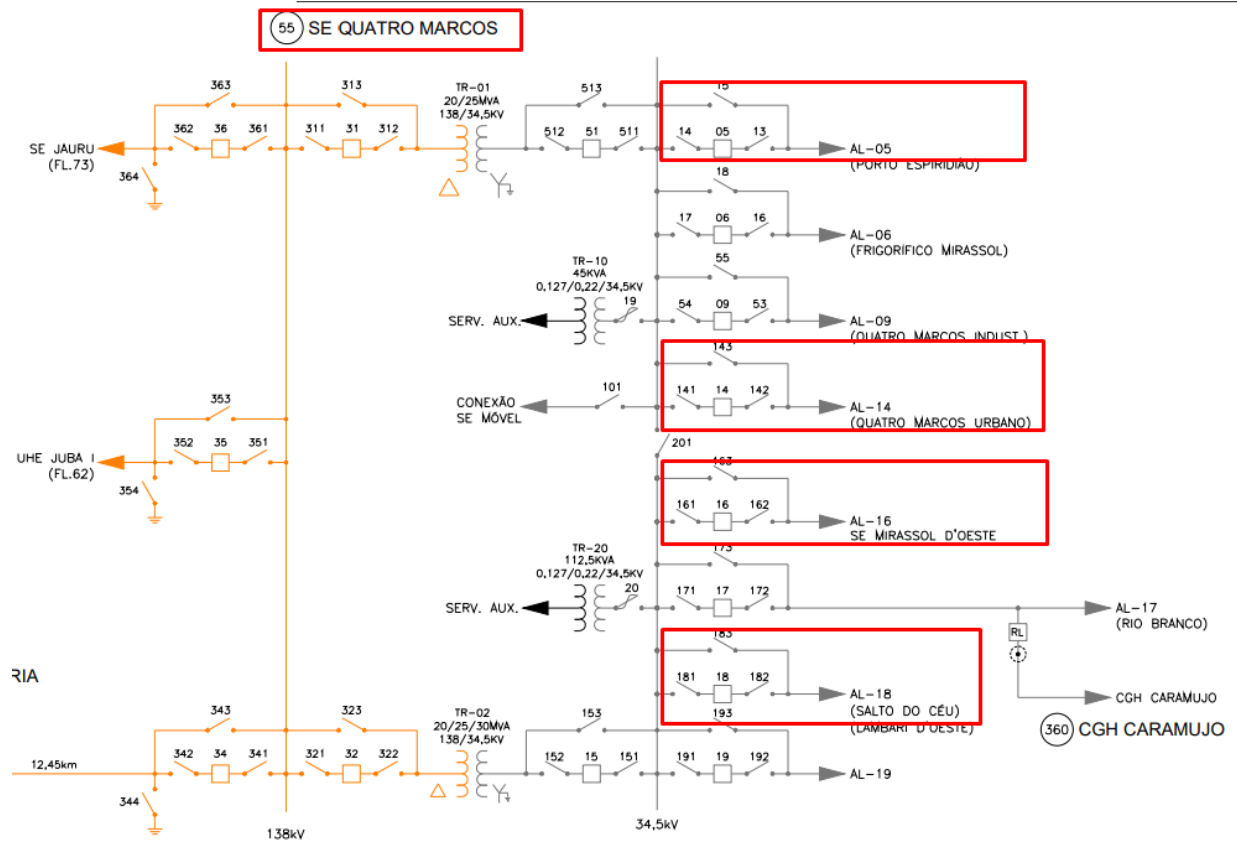 55 SE QUATRO MARCOS
363
313
TR-01
20/25MVA
138/34,5KV
513
15
362 36 361
311 31 312
512 51 511
14 05 13
SE JAURU
(FL.73)
AL-05
(PORTO ESPIRIDIÃO)
364
18
17 06 16
AL-06
(FRIGORÍFICO MIRASSOL)
TR-10
45KVA
0,127/0,22/34,5KV
55
19
54 09 53
SERV. AUX.
AL-09
(QUATRO MARCOS INDUST.)
143
353
CONEXÃO
SE MÓVEL
101
141 14 142
AL-14
(QUATRO MARCOS URBANO)
352 35 351
201
UHE JUBA I
(FL.62)
163
354
161 16 162
AL-16
SE MIRASSOL D'OESTE
TR-20
112,5KVA
0,127/0,22/34,5KV
173
20
171 17 172
SERV. AUX.
AL-17
(RIO BRANCO)
RL
183
RIA
181 18 182
AL-18
(SALTO DO CÉU)
(LAMBARI D'OESTE)
CGH CARAMUJO
360 CGH CARAMUJO
343
323
TR-02
20/25/30MVA
138/34,5KV
153
193
342 34 341
321 32 322
152 15 151
191 19 192
12,45km
AL-19
344
138kV
34,5kV